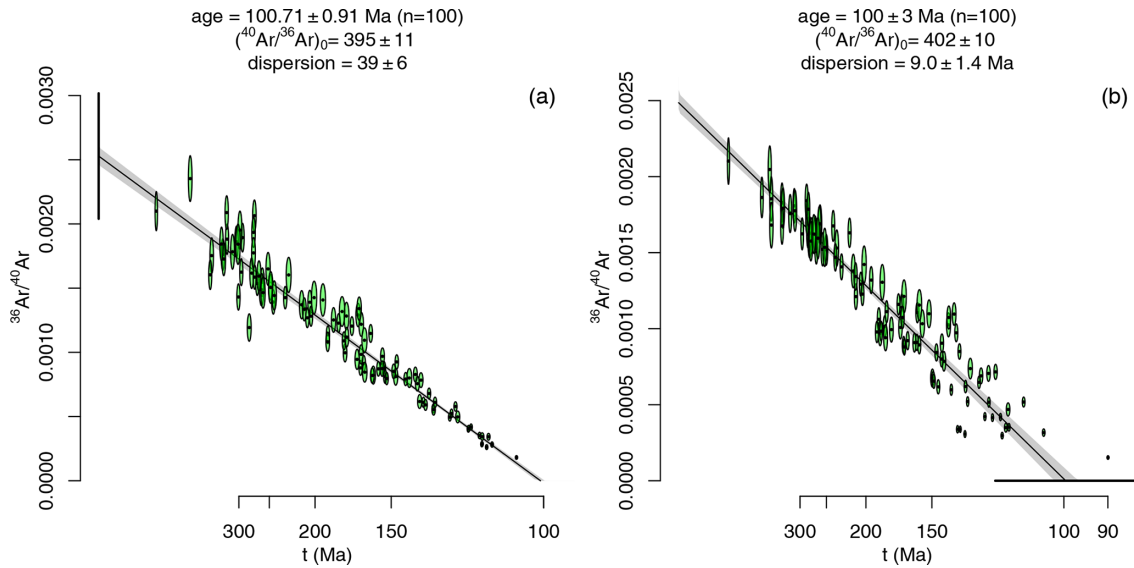 age = 100.71 ± 0.91 Ma (n=100)
(⁴⁰Ar/³⁶Ar)₀= 395 ± 11
dispersion = 39 ± 6
(a)
³⁶Ar/⁴⁰Ar
0.0030
0.0020
0.0010
0.0000
300
200
150
100
t (Ma)
age = 100 ± 3 Ma (n=100)
(⁴⁰Ar/³⁶Ar)₀= 402 ± 10
dispersion = 9.0 ± 1.4 Ma
(b)
³⁶Ar/⁴⁰Ar
0.0025
0.0020
0.0015
0.0010
0.0005
0.0000
300
200
150
100
90
t (Ma)